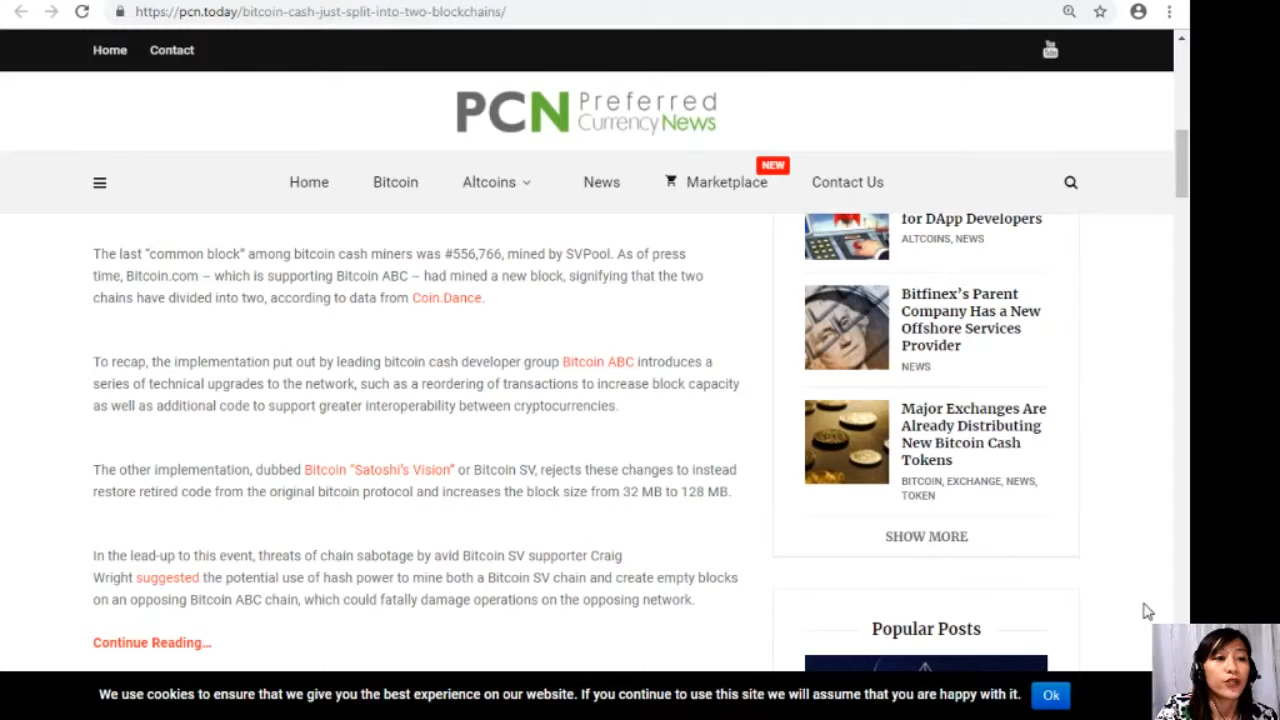 https://pcn.today/bitcoin-cash-just-split-into-two-blockchains/
Home Contact
You Tube
PCN Preferred
CurrencyNews
Home Bitcoin Altcoins News Marketplace NEW Contact Us
The last “common block” among bitcoin cash miners was #556,766, mined by SVPool. As of press
time, Bitcoin.com – which is supporting Bitcoin ABC – had mined a new block, signifying that the two
chains have divided into two, according to data from Coin.Dance.
To recap, the implementation put out by leading bitcoin cash developer group Bitcoin ABC introduces a
series of technical upgrades to the network, such as a reordering of transactions to increase block capacity
as well as additional code to support greater interoperability between cryptocurrencies.
The other implementation, dubbed Bitcoin “Satoshi’s Vision” or Bitcoin SV, rejects these changes to instead
restore retired code from the original bitcoin protocol and increases the block size from 32 MB to 128 MB.
In the lead-up to this event, threats of chain sabotage by avid Bitcoin SV supporter Craig
Wright suggested the potential use of hash power to mine both a Bitcoin SV chain and create empty blocks
on an opposing Bitcoin ABC chain, which could fatally damage operations on the opposing network.
Continue Reading...
for DApp Developers
ALTCOINS, NEWS
Bitfinex’s Parent
Company Has a New
Offshore Services
Provider
NEWS
Major Exchanges Are
Already Distributing
New Bitcoin Cash
Tokens
BITCOIN, EXCHANGE, NEWS,
TOKEN
SHOW MORE
Popular Posts
We use cookies to ensure that we give you the best experience on our website. If you continue to use this site we will assume that you are happy with it. Ok